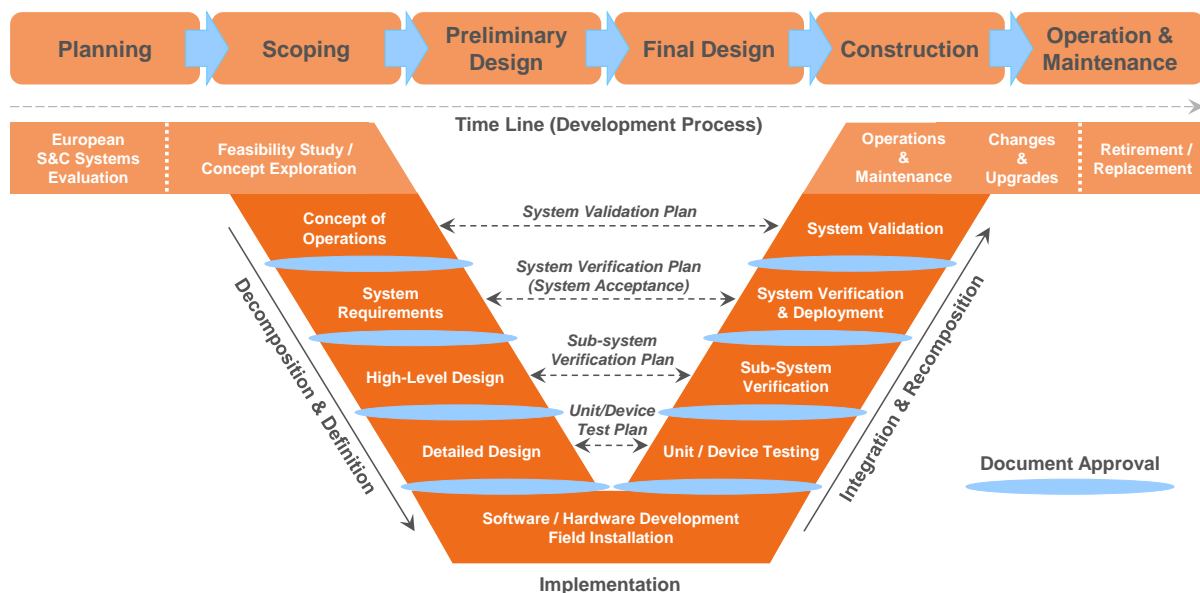 Planning
Scoping
Preliminary
Design
Final Design
Construction
Operation &
Maintenance
Time Line (Development Process)
European
S&C Systems
Evaluation
Feasibility Study /
Concept Exploration
Operations
&
Maintenance
Changes
&
Upgrades
Retirement /
Replacement
Concept of
Operations
System Validation Plan
System Validation
System
Requirements
System Verification Plan
(System Acceptance)
System Verification
& Deployment
High-Level Design
Sub-system
Verification Plan
Sub-System
Verification
Detailed Design
Unit/Device
Test Plan
Unit / Device Testing
Decomposition & Definition
Integration & Recomposition
Document Approval
Software / Hardware Development
Field Installation
Implementation